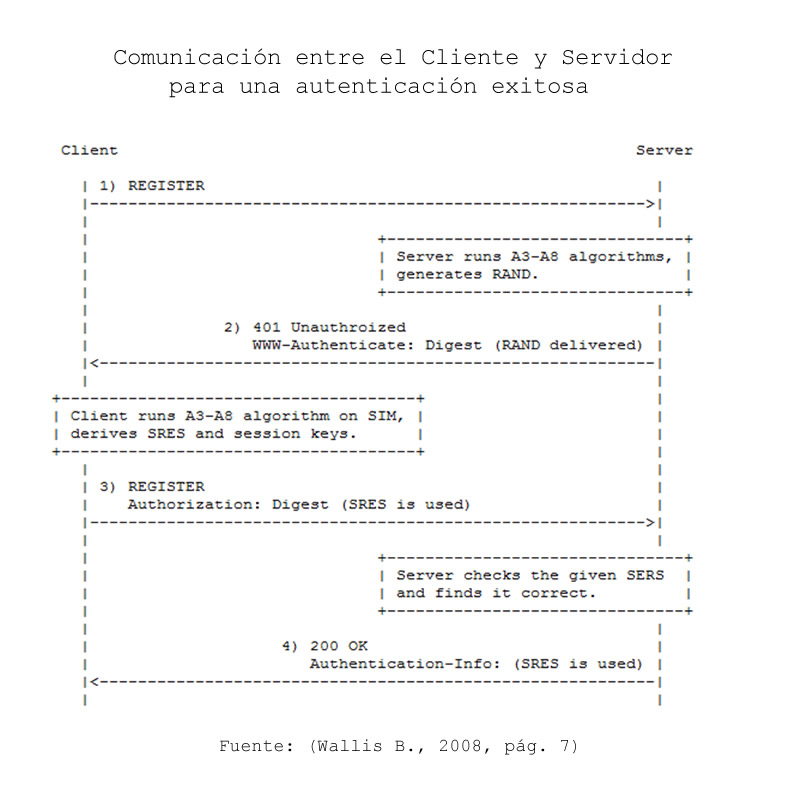 Comunicación entre el Cliente y Servidor
para una autenticación exitosa
Client Server
1) REGISTER
Server runs A3-A8 algorithms,
generates RAND.
2) 401 Unauthroized
WWW-Authenticate: Digest (RAND delivered)
Client runs A3-A8 algorithm on SIM,
derives SRES and session keys.
3) REGISTER
Authorization: Digest (SRES is used)
Server checks the given SERS
and finds it correct.
4) 200 OK
Authentication-Info: (SRES is used)
Fuente: (Wallis B., 2008, pág. 7)